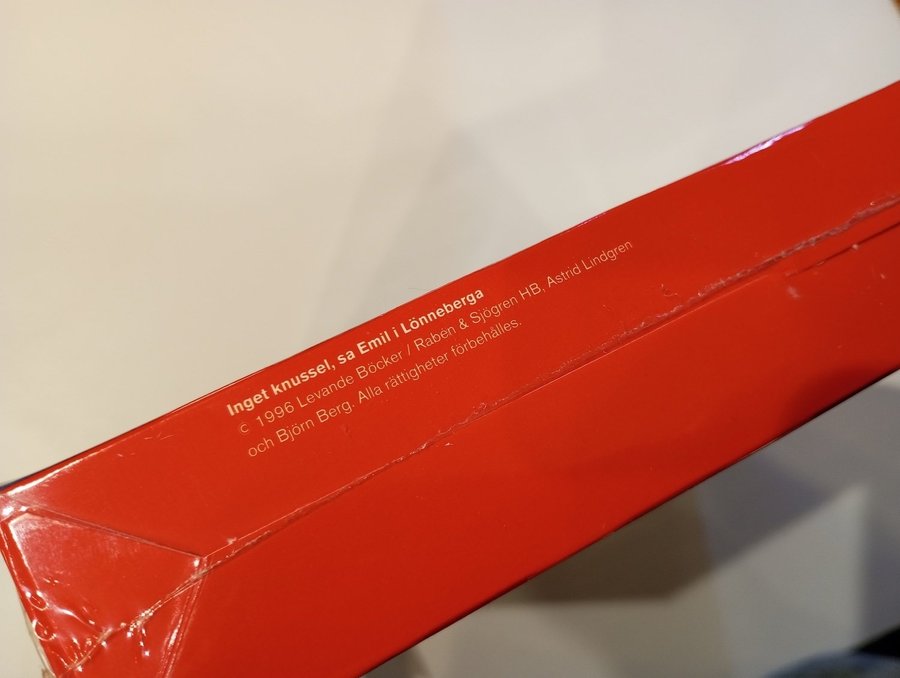 Inget knussel, sa Emil i Lönneberga
© 1996 Levande Böcker / Rabén & Sjögren HB, Astrid Lindgren
och Björn Berg. Alla rättigheter förbehålles.